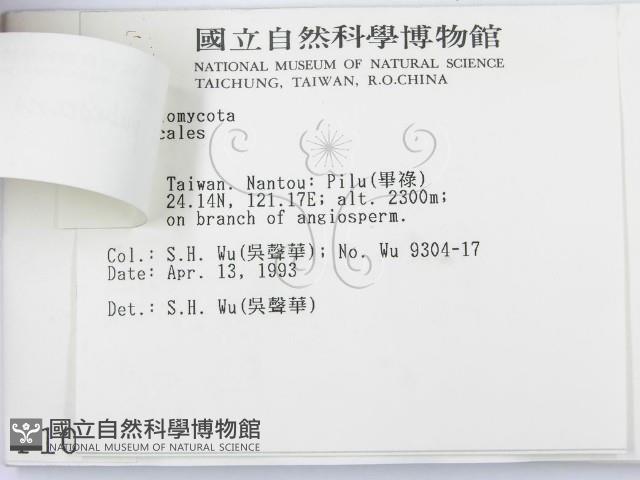 國立自然科學博物館
NATIONAL MUSEUM OF NATURAL SCIENCE
TAICHUNG, TAIWAN, R.O.CHINA
omycota
cales
Taiwan. Nantou: Pilu(畢祿)
24.14N, 121.17E; alt. 2300m;
on branch of angiosperm.
Col.: S.H. Wu(吳聲華); No. Wu 9304-17
Date: Apr. 13, 1993
Det.: S.H. Wu(吳聲華)
國立自然科學博物館
NATIONAL MUSEUM OF NATURAL SCIENCE